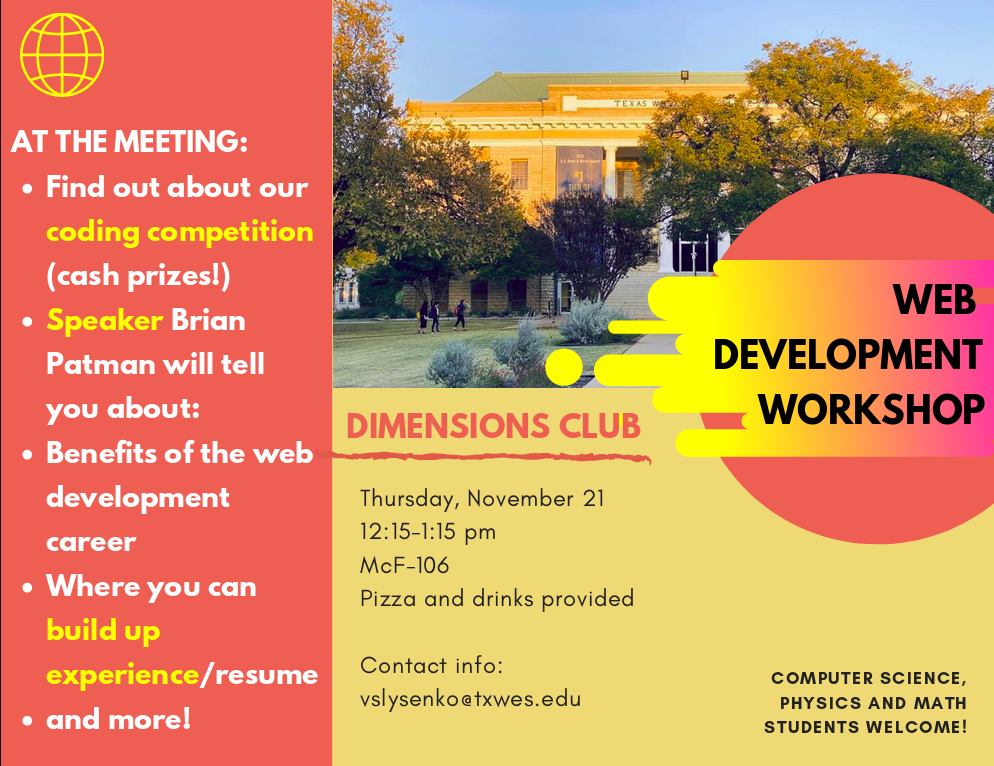 AT THE MEETING:
• Find out about our
coding competition
(cash prizes!)
• Speaker Brian
Patman will tell
you about:
• Benefits of the web
development
career
• Where you can
build up
experience/resume
• and more!
TEXAS
#1
WEB
DEVELOPMENT
WORKSHOP
DIMENSIONS CLUB
Thursday, November 21
12:15-1:15 pm
McF-106
Pizza and drinks provided
Contact info:
vslysenko@txwes.edu
COMPUTER SCIENCE,
PHYSICS AND MATH
STUDENTS WELCOME!